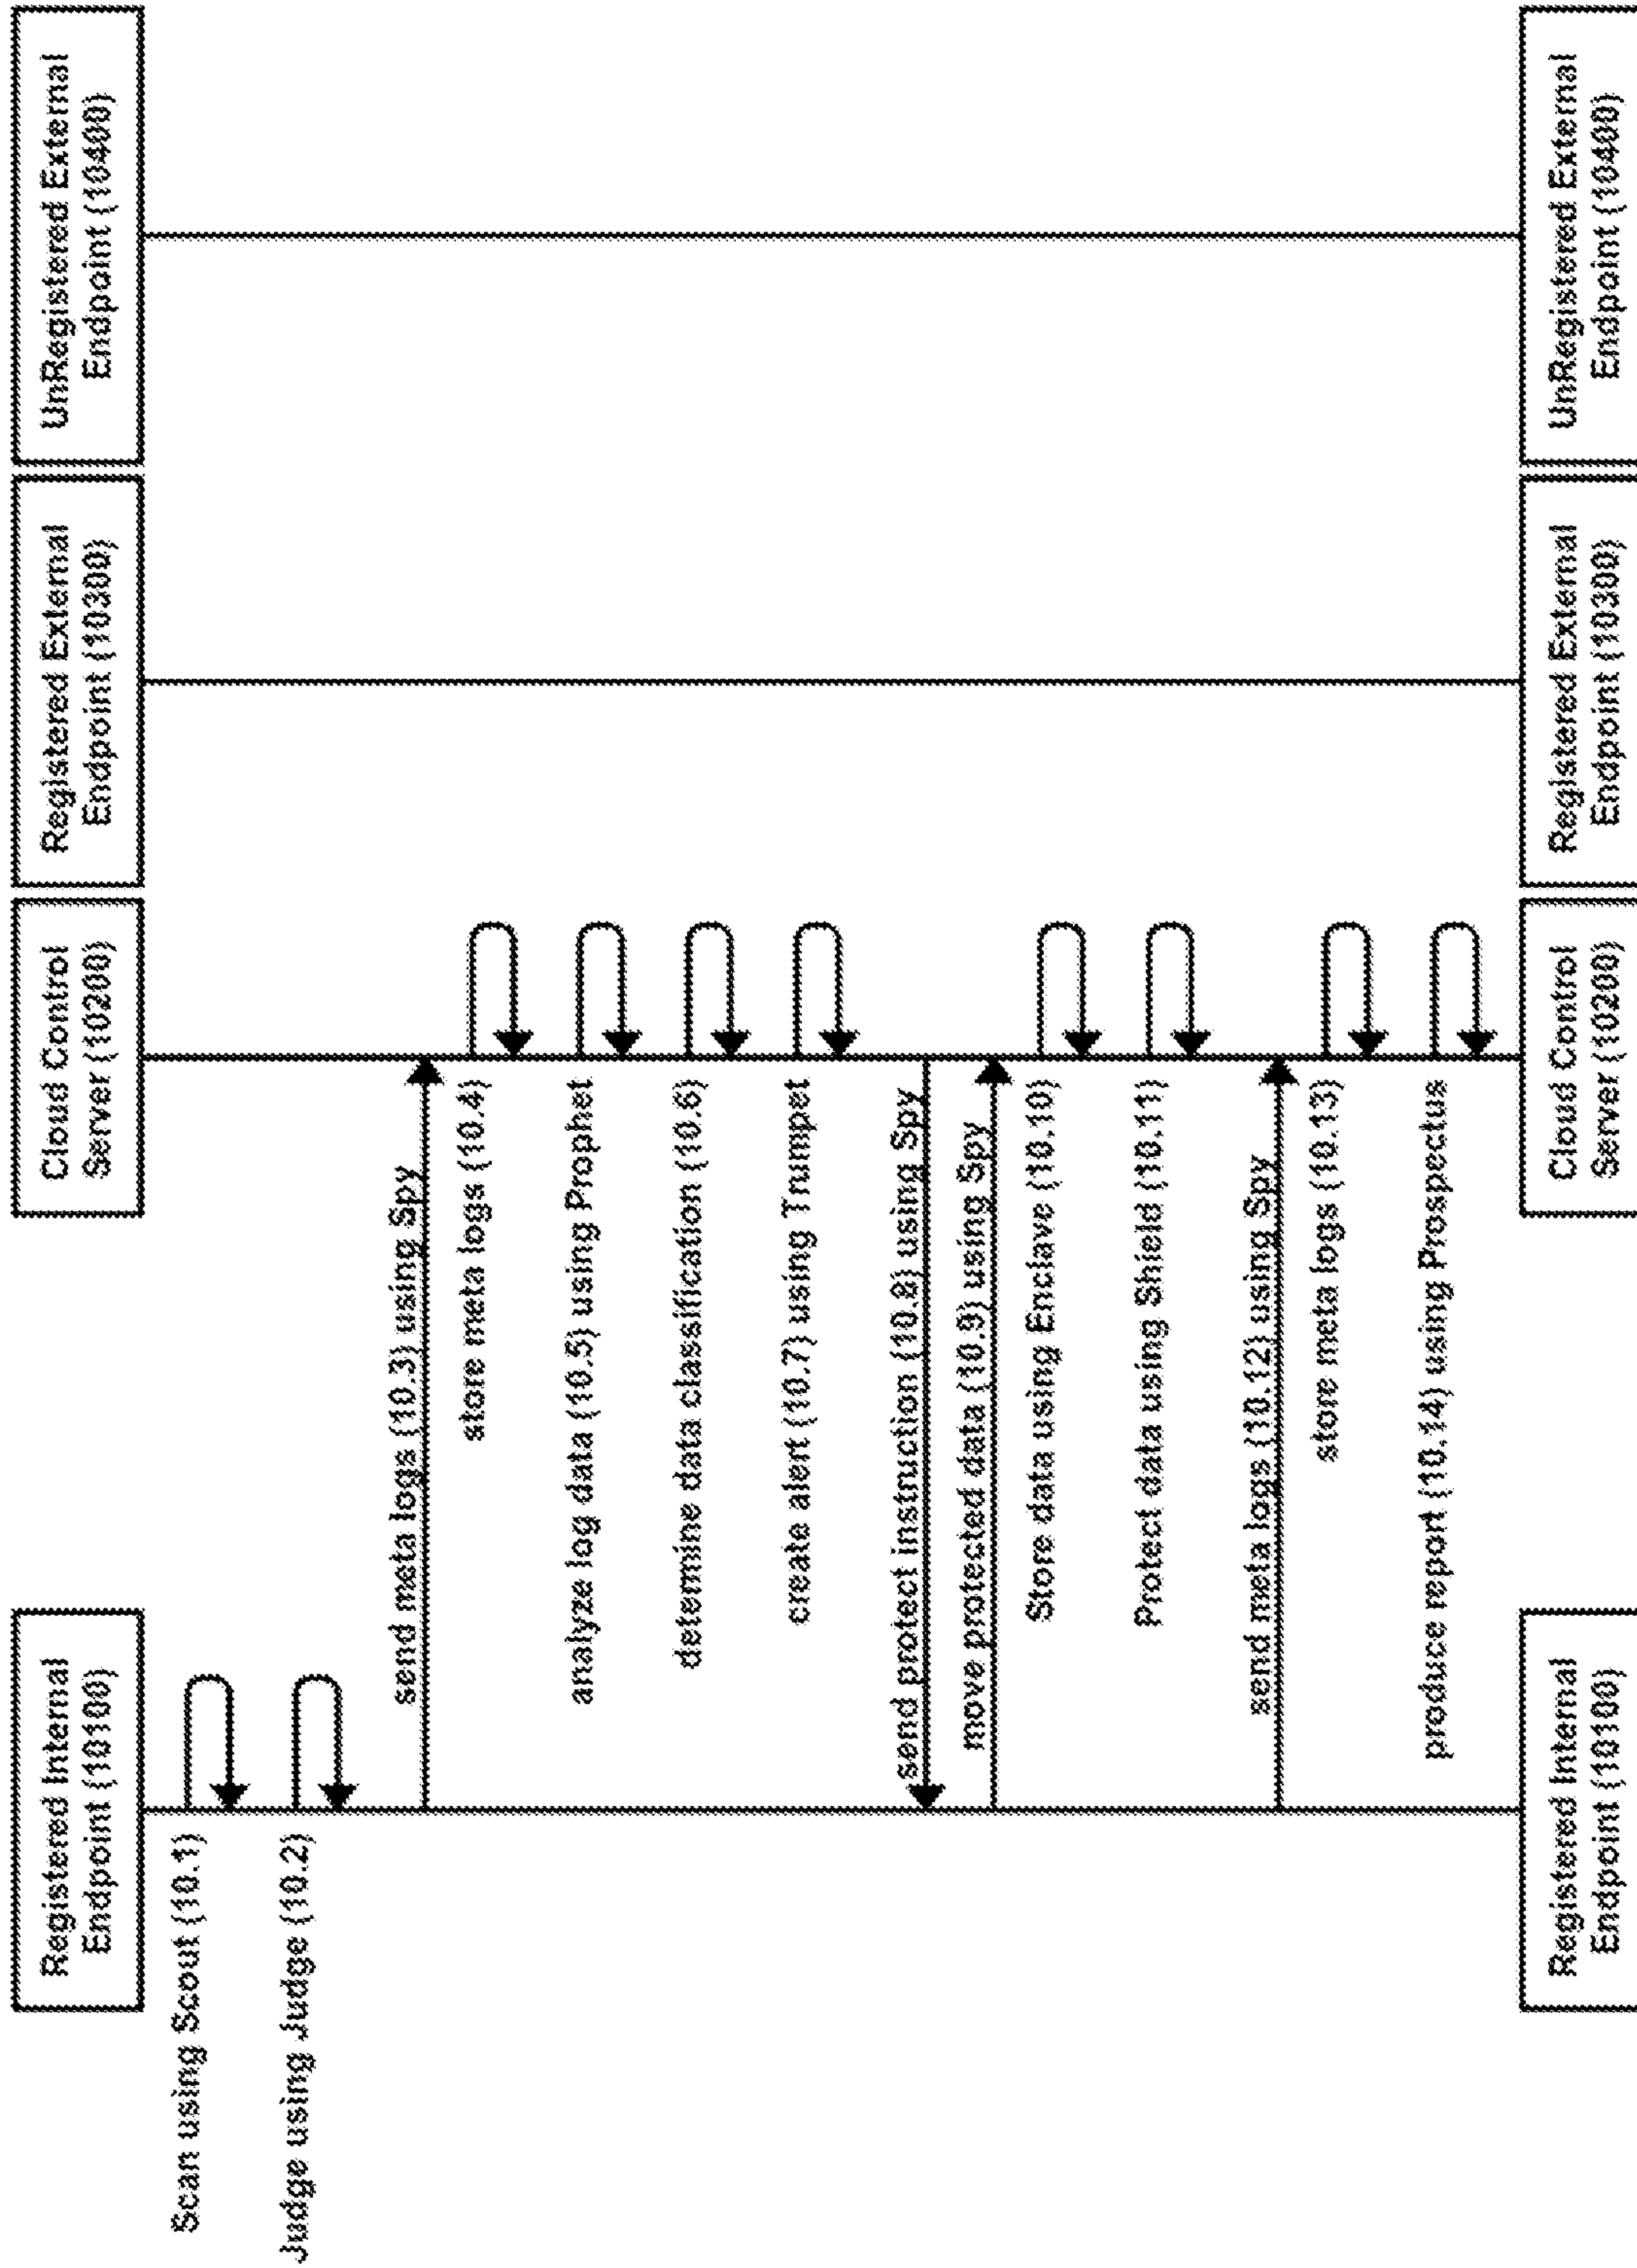 Registered Internal
Endpoint (10100)
Cloud Control
Server (10200)
Registered External
Endpoint (10300)
UnRegistered External
Endpoint (10400)
Scan using Scout (10.1)
Judge using Judge (10.2)
send meta logs (10.3) using Spy
store meta logs (10.4)
analyze log data (10.5) using Prophet
determine data classification (10.6)
create alert (10.7) using Trumpet
send protect instruction (10.8) using Spy
move protected data (10.9) using Spy
Store data using Enclave (10.10)
Protect data using Shield (10.11)
send meta logs (10.12) using Spy
store meta logs (10.13)
produce report (10.14) using Prospectus
Registered Internal
Endpoint (10100)
Cloud Control
Server (10200)
Registered External
Endpoint (10300)
UnRegistered External
Endpoint (10400)